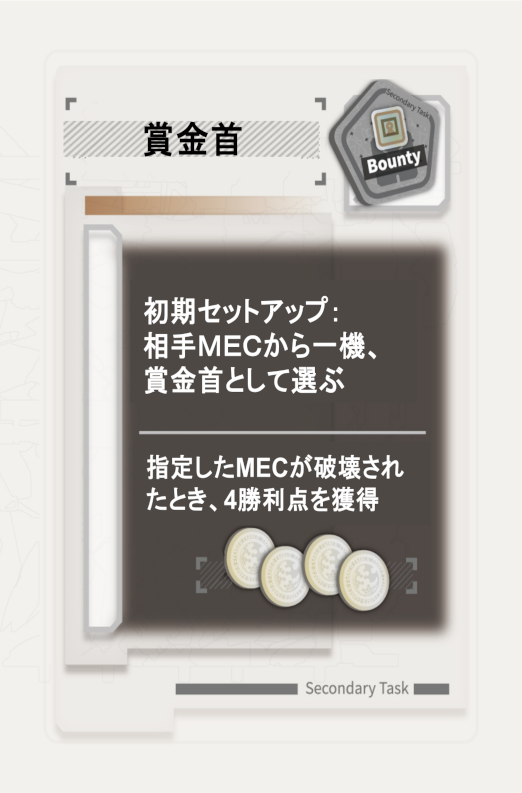 賞金首
Secondary Task
Bounty
初期セットアップ：
相手MECから一機、
賞金首として選ぶ
指定したMECが破壊され
たとき、4勝利点を獲得
Secondary Task